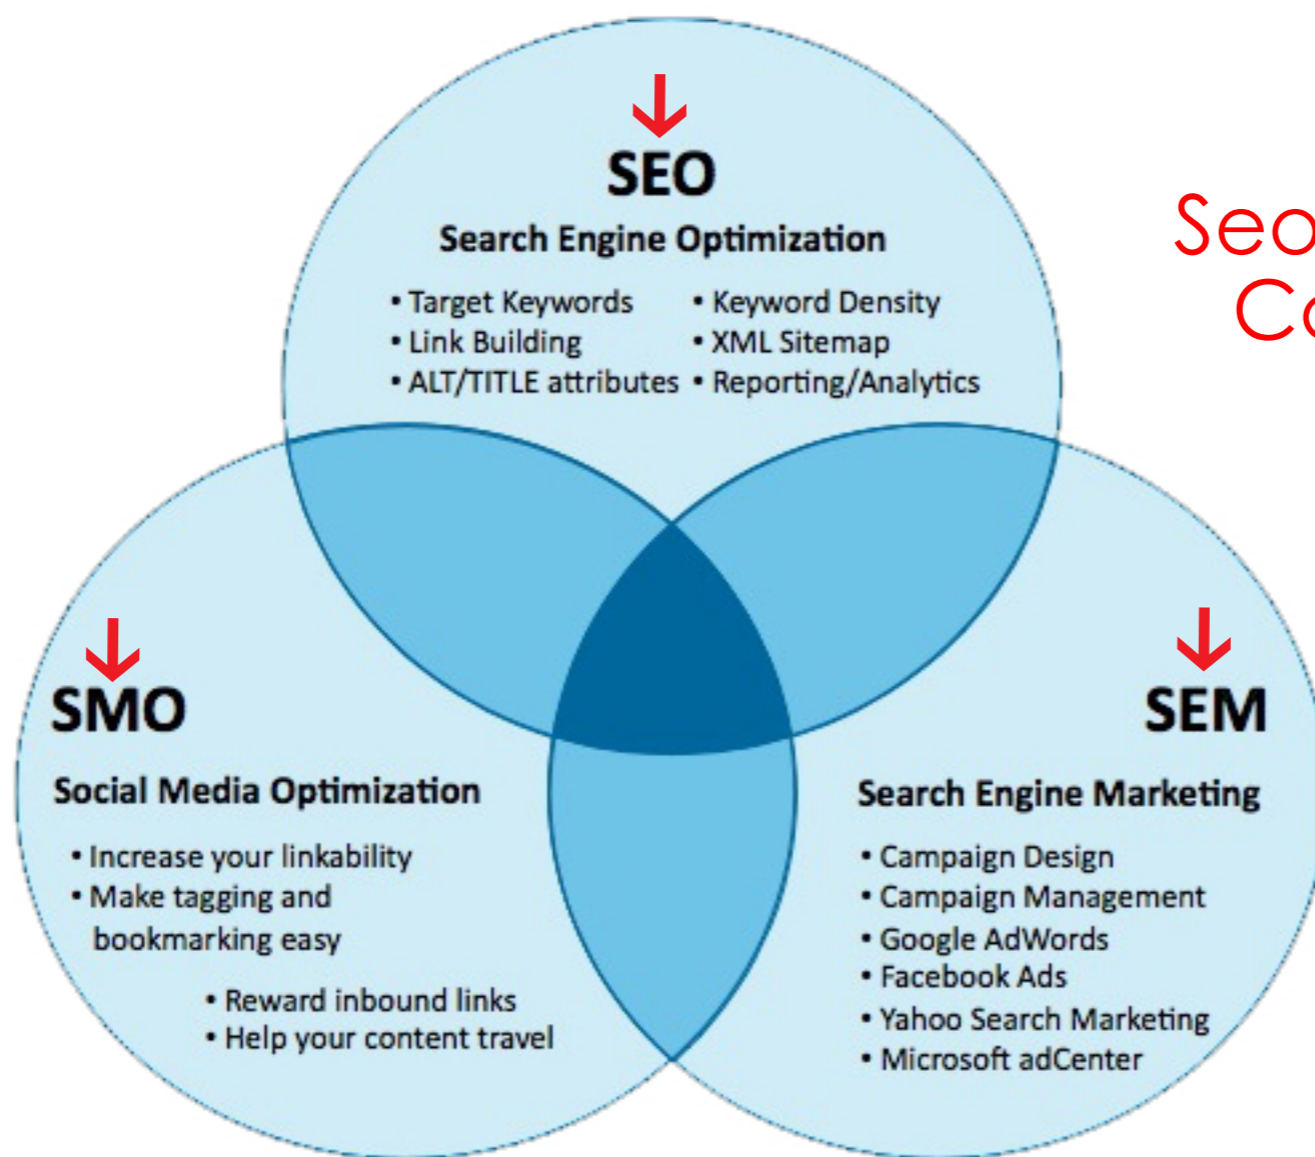 SEO
Search Engine Optimization
• Target Keywords
• Link Building
• ALT/TITLE attributes
• Keyword Density
• XML Sitemap
• Reporting/Analytics
Seo
SMO
Social Media Optimization
• Increase your linkability
• Make tagging and
bookmarking easy
• Reward inbound links
• Help your content travel
SEM
Search Engine Marketing
• Campaign Design
• Campaign Management
• Google AdWords
• Facebook Ads
• Yahoo Search Marketing
• Microsoft adCenter